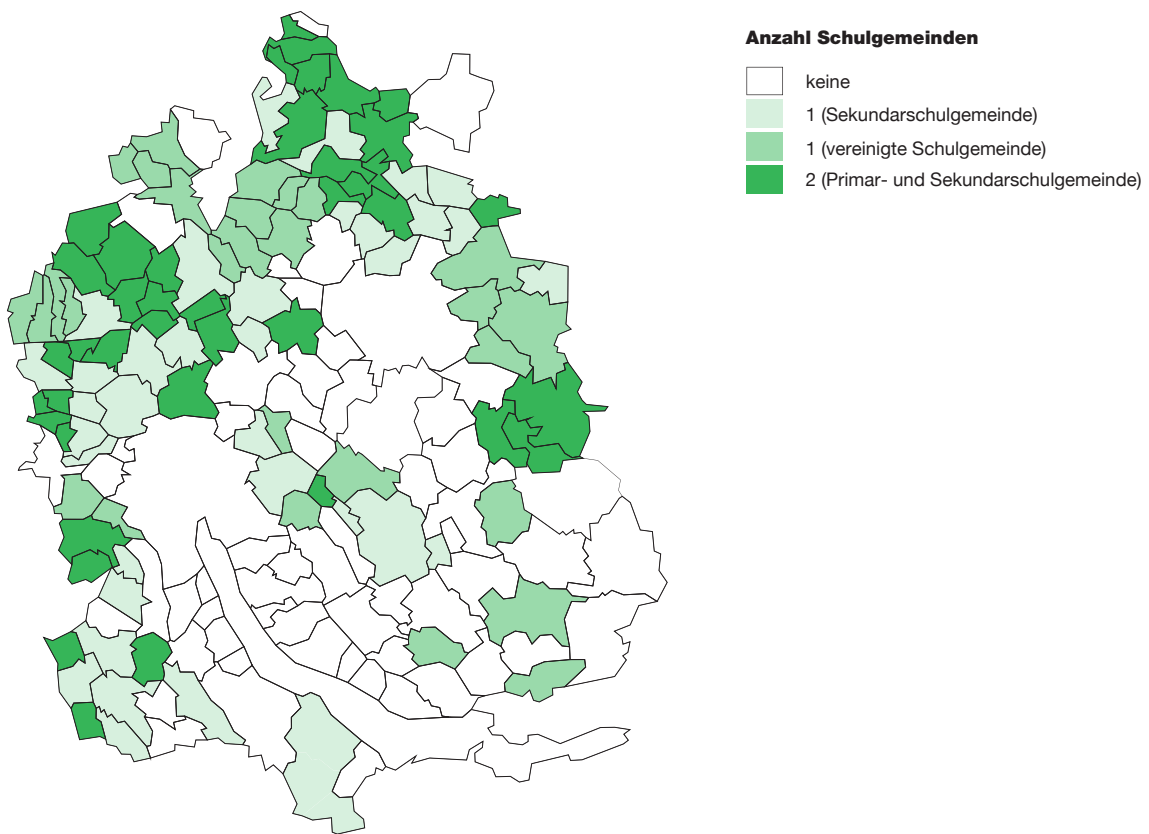 Anzahl Schulgemeinden
keine
1 (Sekundarschulgemeinde)
1 (vereinigte Schulgemeinde)
2 (Primar- und Sekundarschulgemeinde)